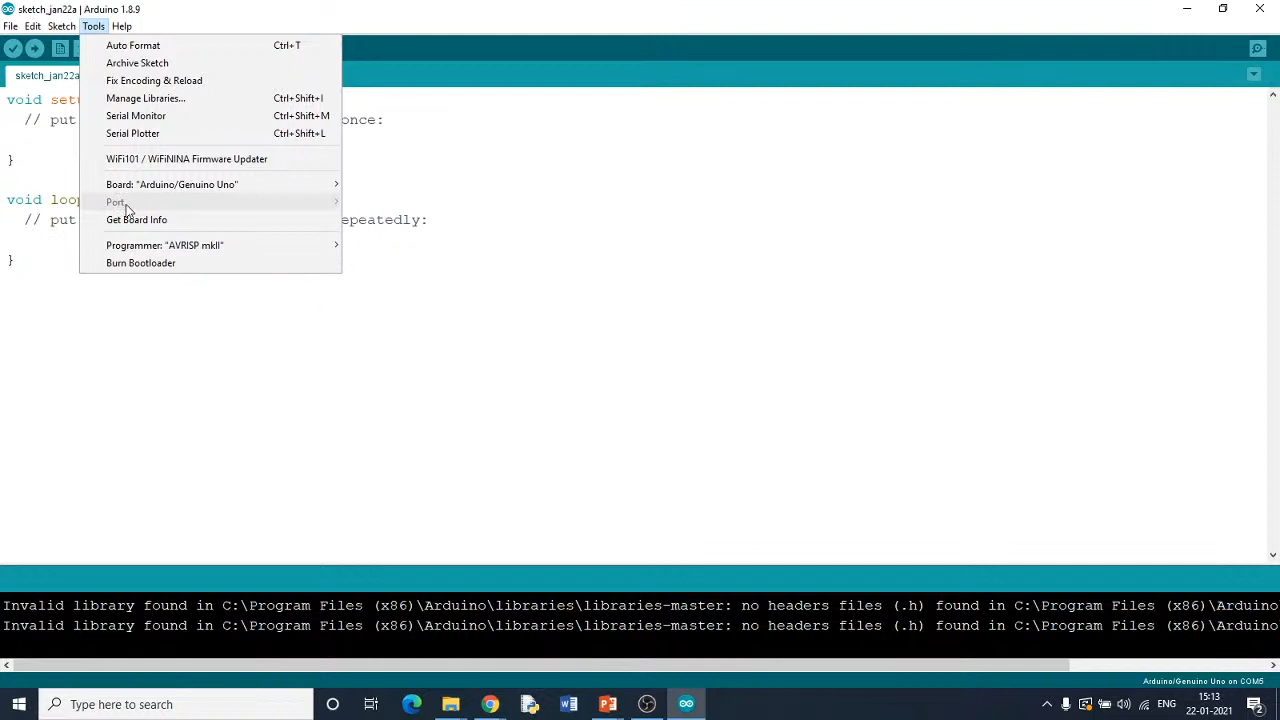 sketch_jan22a | Arduino 1.8.9
File Edit Sketch Tools Help
Auto Format Ctrl+T
Archive Sketch
Fix Encoding & Reload
Manage Libraries... Ctrl+Shift+I
Serial Monitor Ctrl+Shift+M
Serial Plotter Ctrl+Shift+L
WiFi101 / WiFiNINA Firmware Updater
Board: "Arduino/Genuino Uno"
Port
Get Board Info
Programmer: "AVRISP mkII"
Burn Bootloader
sketch_jan22a
void setu
// put once:
}
void loop
// put epeatedly:
}
Invalid library found in C:\Program Files (x86)\Arduino\libraries\libraries-master: no headers files (.h) found in C:\Program Files (x86)\Arduino
Invalid library found in C:\Program Files (x86)\Arduino\libraries\libraries-master: no headers files (.h) found in C:\Program Files (x86)\Arduino
Arduino/Genuino Uno on COM5
Type here to search
ENG
15:13
22-01-2021
2